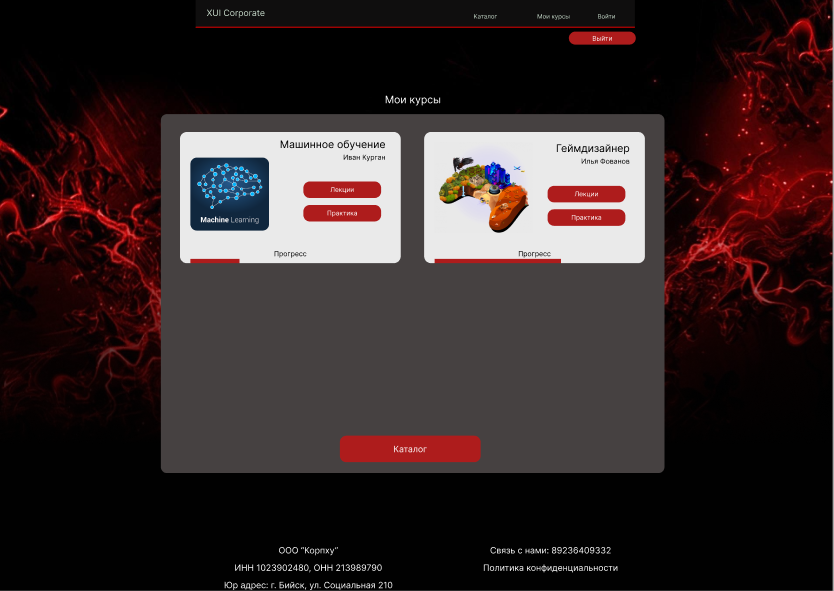 XUI Corporate
Каталог
Мои курсы
Войти
Выйти
Мои курсы
Машинное обучение
Иван Курган
Лекции
Machine Learning
Практика
Прогресс
Геймдизайнер
Илья Фованов
Лекции
Практика
Прогресс
Каталог
ООО "Корпху"
ИНН 1023902480, ОНН 213989790
Юр адрес: г. Бийск, ул. Социальная 210
Связь с нами: 89236409332
Политика конфиденциальности